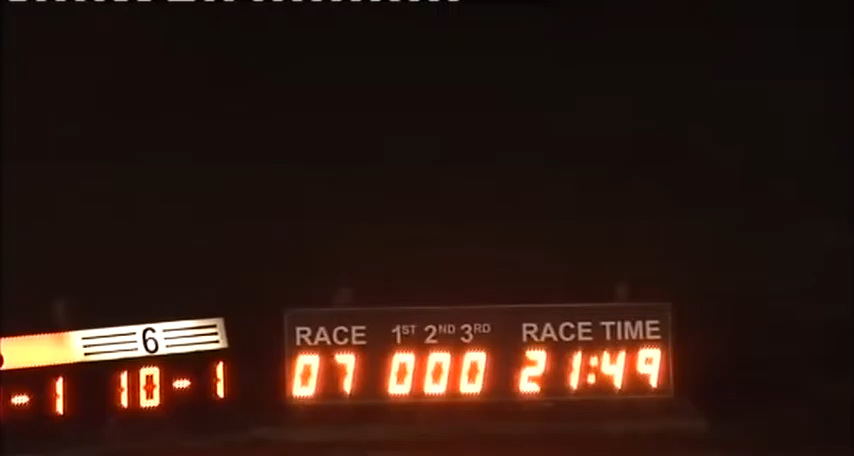 6
- 1 10 - 1
RACE 1ST 2ND 3RD RACE TIME
07 000 21:49